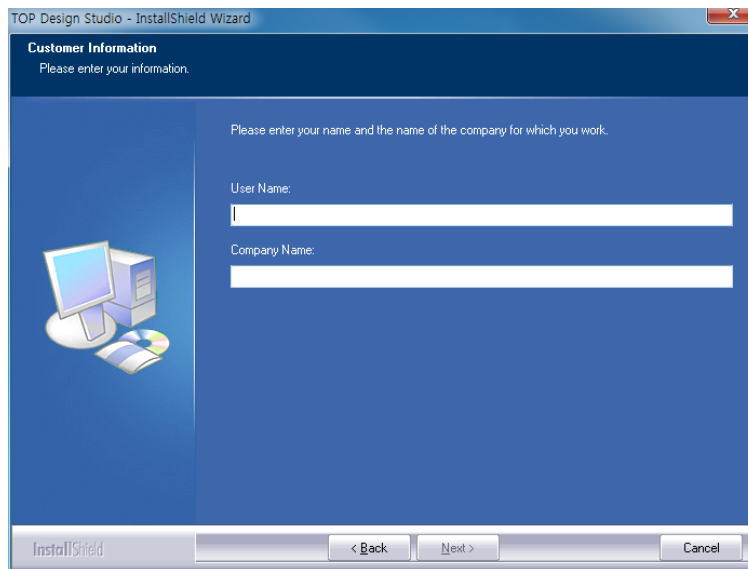 TOP Design Studio - InstallShield Wizard
Customer Information
Please enter your information.
Please enter your name and the name of the company for which you work.
User Name:
Company Name:
InstallShield
< Back
Next >
Cancel